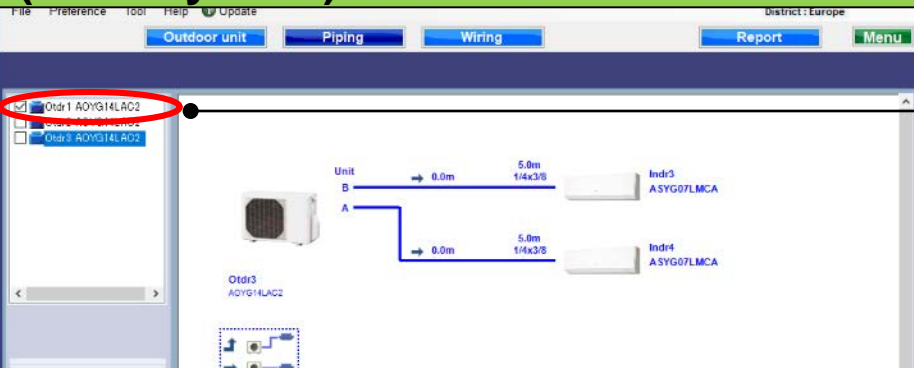 File Preference Tool Help Update District : Europe
Outdoor unit Piping Wiring Report Menu
Otdr1 AOYG14LAC2
Otdr3 AOYG14LAC2
Unit
B
A
0.0m
5.0m
1/4x3/8
Indr3
ASYG07LMCA
0.0m
5.0m
1/4x3/8
Indr4
ASYG07LMCA
Otdr3
AOYG14LAC2